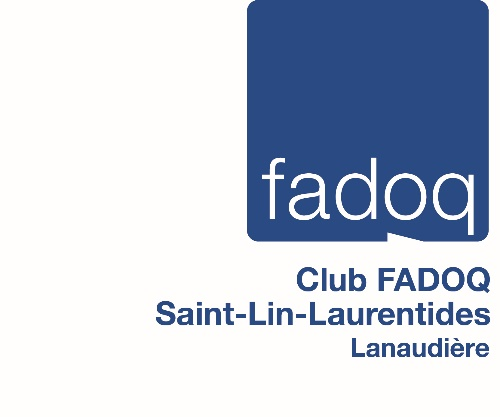 fadoq
Club FADOQ
Saint-Lin-Laurentides
Lanaudière